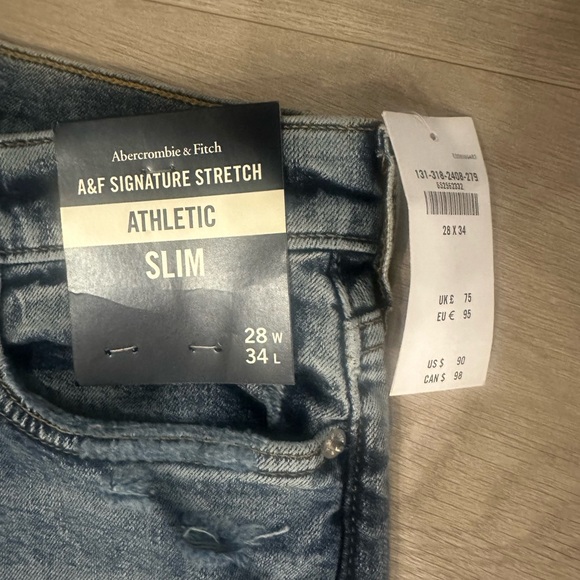 Abercrombie & Fitch
A&F SIGNATURE STRETCH
ATHLETIC
SLIM
28 W
34 L
131-318-2408-275
28 X 34
UK £ 75
EU € 95
US $ 90
CAN $ 98